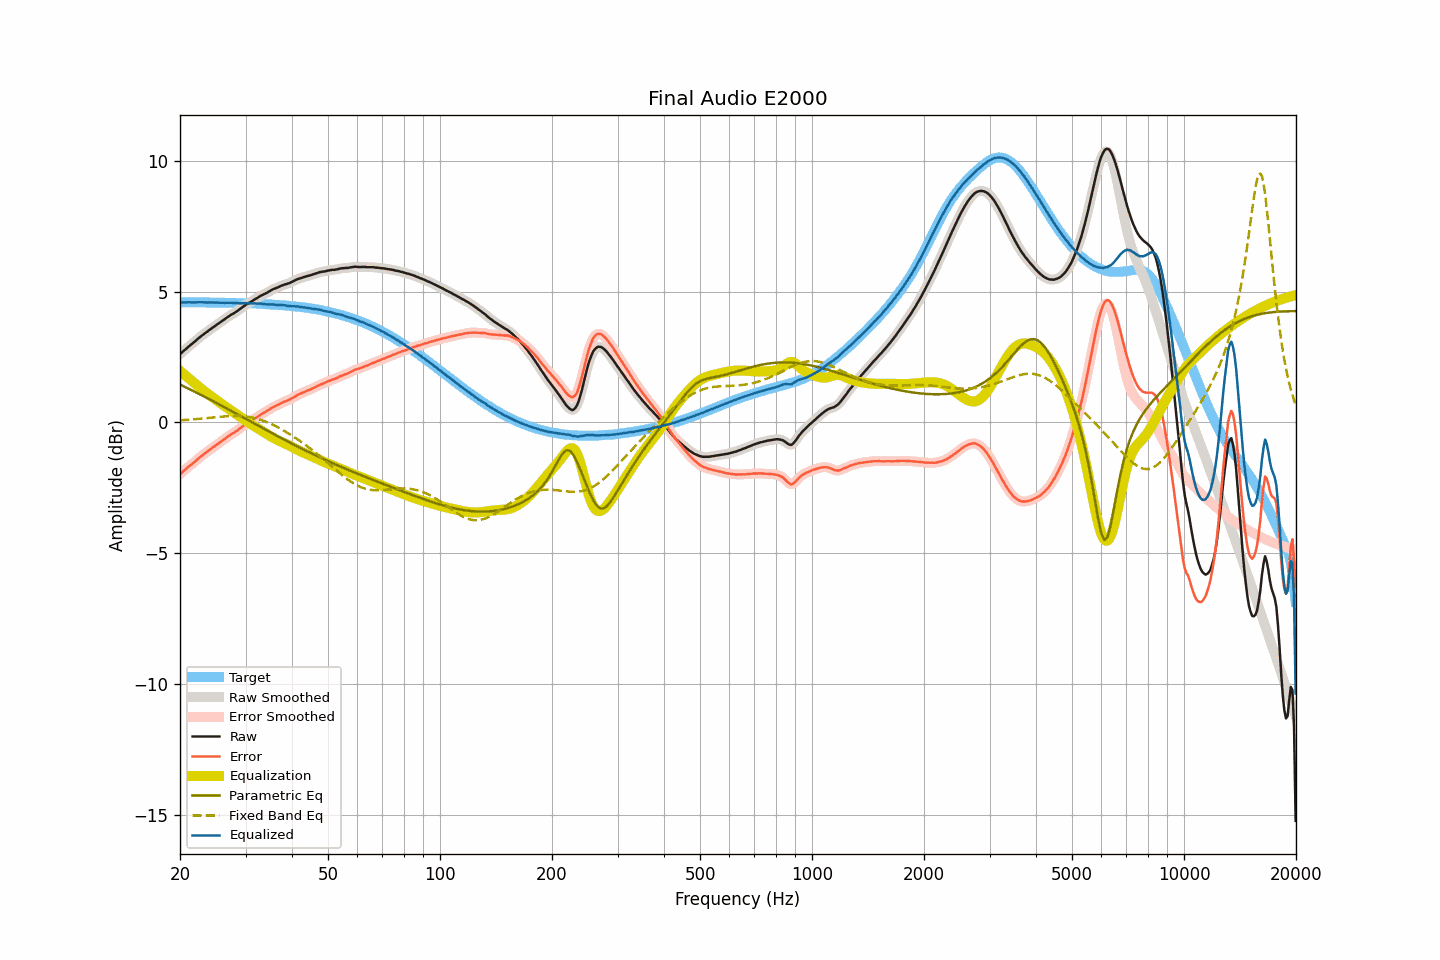 Final Audio E2000
10
5
0
−5
−10
−15
Amplitude (dBr)
Target
Raw Smoothed
Error Smoothed
Raw
Error
Equalization
Parametric Eq
Fixed Band Eq
Equalized
20 50 100 200 500 1000 2000 5000 10000 20000
Frequency (Hz)